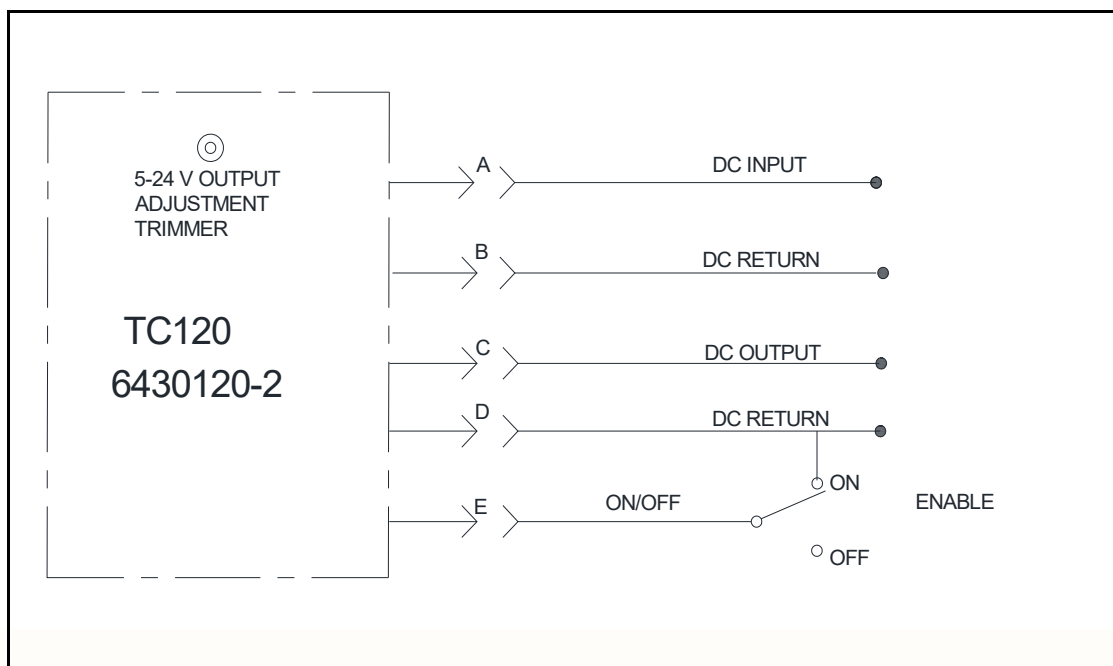 5-24 V OUTPUT
ADJUSTMENT
TRIMMER
TC120
6430120-2
A
DC INPUT
B
DC RETURN
C
DC OUTPUT
D
DC RETURN
ON
E
ON/OFF
ENABLE
OFF